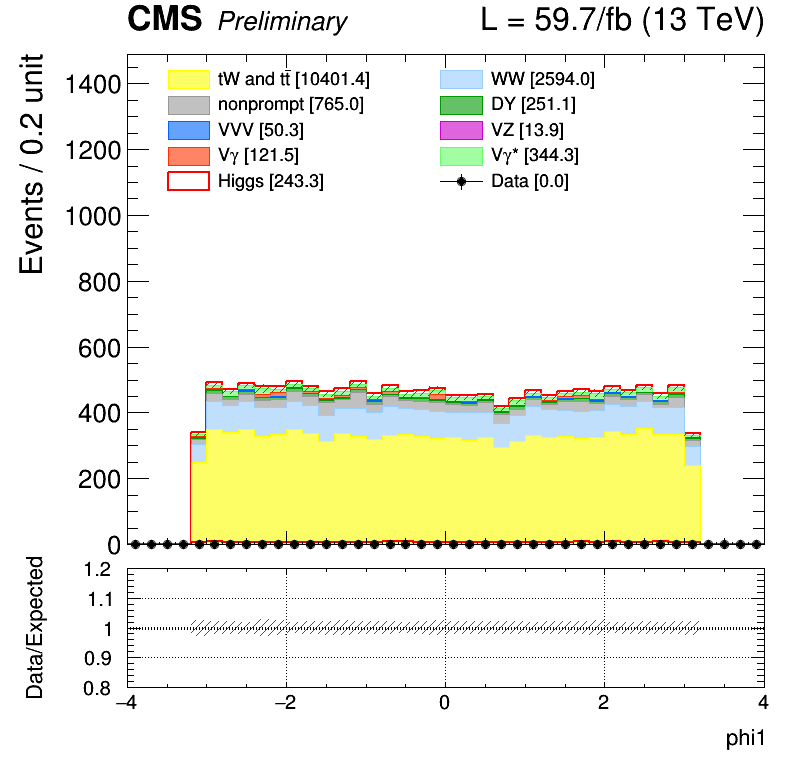 CMS Preliminary L = 59.7/fb (13 TeV)
Events / 0.2 unit
1400
1200
1000
800
600
400
200
0
tW and tt̄ [10401.4] WW [2594.0]
nonprompt [765.0] DY [251.1]
VVV [50.3] VZ [13.9]
Vγ [121.5] Vγ* [344.3]
Higgs [243.3] Data [0.0]
Data/Expected
1.2
1.1
1
0.9
0.8
−4 −2 0 2 4
phi1